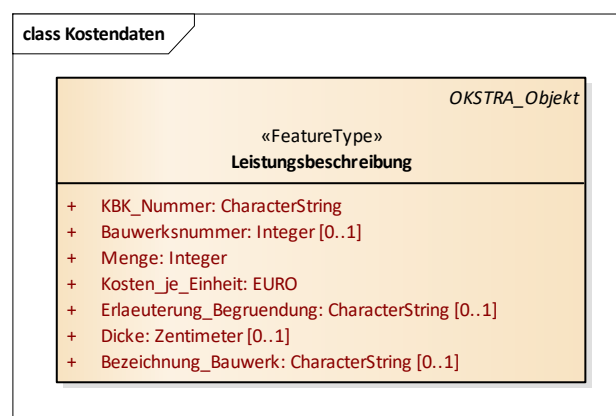 class Kostendaten
OKSTRA_Objekt
«FeatureType»
Leistungsbeschreibung
+ KBK_Nummer: CharacterString
+ Bauwerksnummer: Integer [0..1]
+ Menge: Integer
+ Kosten_je_Einheit: EURO
+ Erlaeuterung_Begruendung: CharacterString [0..1]
+ Dicke: Zentimeter [0..1]
+ Bezeichnung_Bauwerk: CharacterString [0..1]